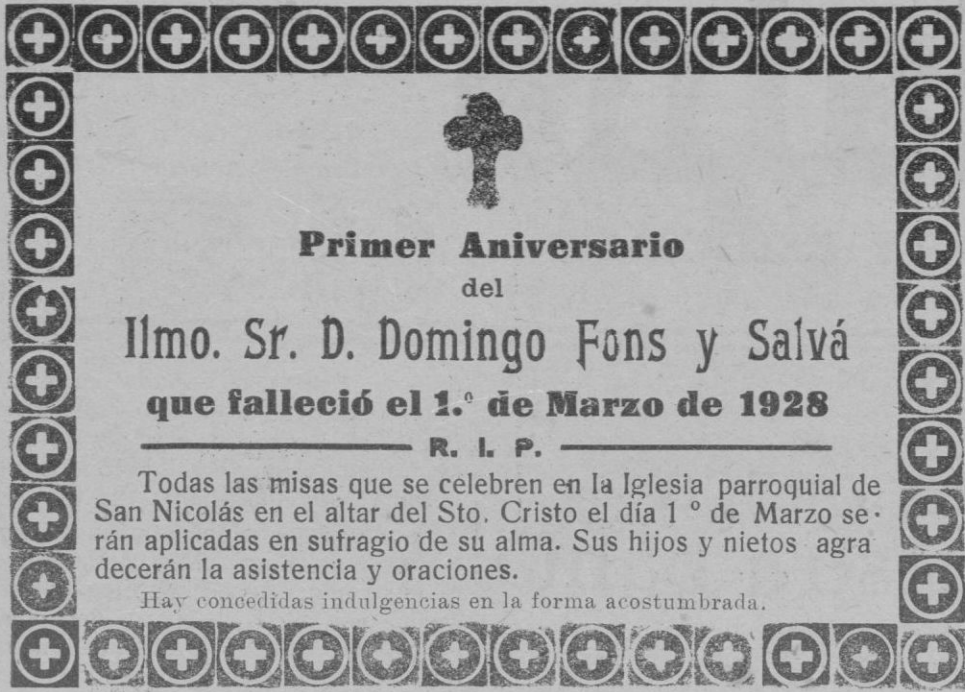 Primer Aniversario
del
Ilmo. Sr. D. Domingo Fons y Salvá
que falleció el 1.º de Marzo de 1928
R. I. P.
Todas las misas que se celebren en la Iglesia parroquial de
San Nicolás en el altar del Sto. Cristo el día 1 º de Marzo se-
rán aplicadas en sufragio de su alma. Sus hijos y nietos agra
decerán la asistencia y oraciones.
Hay concedidas indulgencias en la forma acostumbrada.